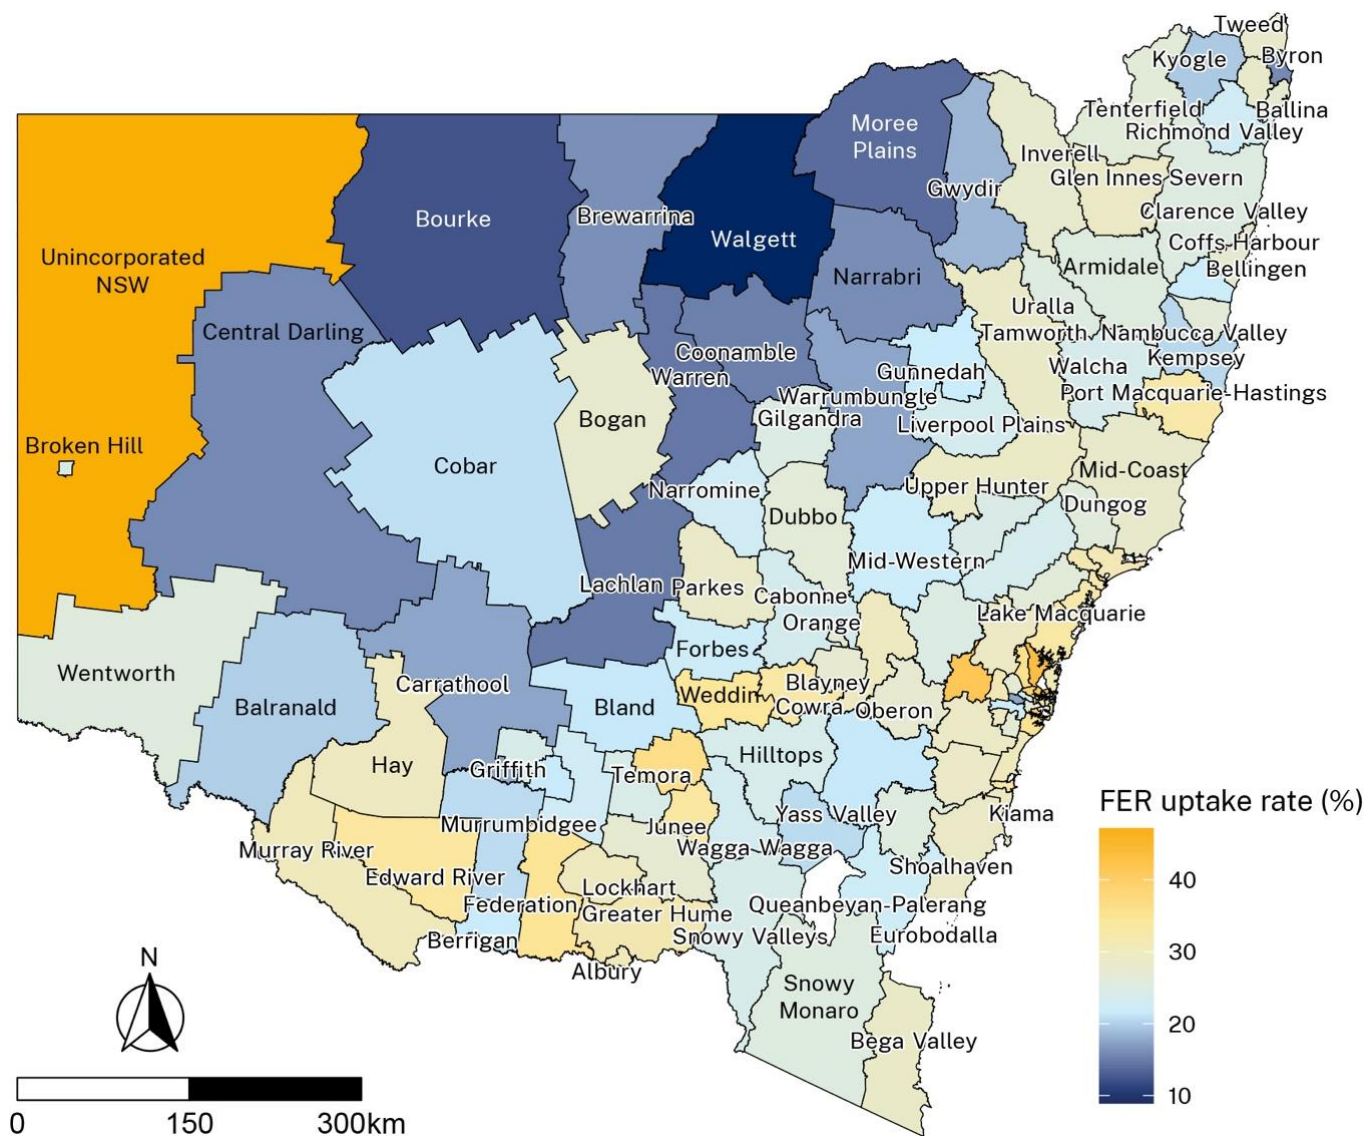 Tweed
Kyogle
Byron
Tenterfield
Ballina
Richmond Valley
Moree
Plains
Inverell
Glen Innes Severn
Gwydir
Clarence Valley
Bourke
Brewarrina
Walgett
Coffs Harbour
Unincorporated
NSW
Armidale
Bellingen
Narrabri
Uralla
Central Darling
Tamworth
Nambucca Valley
Coonamble
Kempsey
Gunnedah
Walcha
Warren
Warrumbungle
Port Macquarie-Hastings
Bogan
Gilgandra
Liverpool Plains
Broken Hill
Cobar
Mid-Coast
Narromine
Upper Hunter
Dungog
Dubbo
Mid-Western
Lachlan
Parkes
Cabonne
Lake Macquarie
Orange
Forbes
Wentworth
Carrathool
Weddin
Blayney
Balranald
Bland
Cowra
Oberon
Hilltops
Hay
Griffith
Temora
FER uptake rate (%)
Yass Valley
Kiama
Murrumbidgee
Junee
Wagga Wagga
Murray River
Shoalhaven
Edward River
Lockhart
40
Federation
Queanbeyan-Palerang
Greater Hume
Berrigan
Snowy Valleys
Eurobodalla
30
Albury
N
Snowy
Monaro
20
Bega Valley
10
0
150
300km